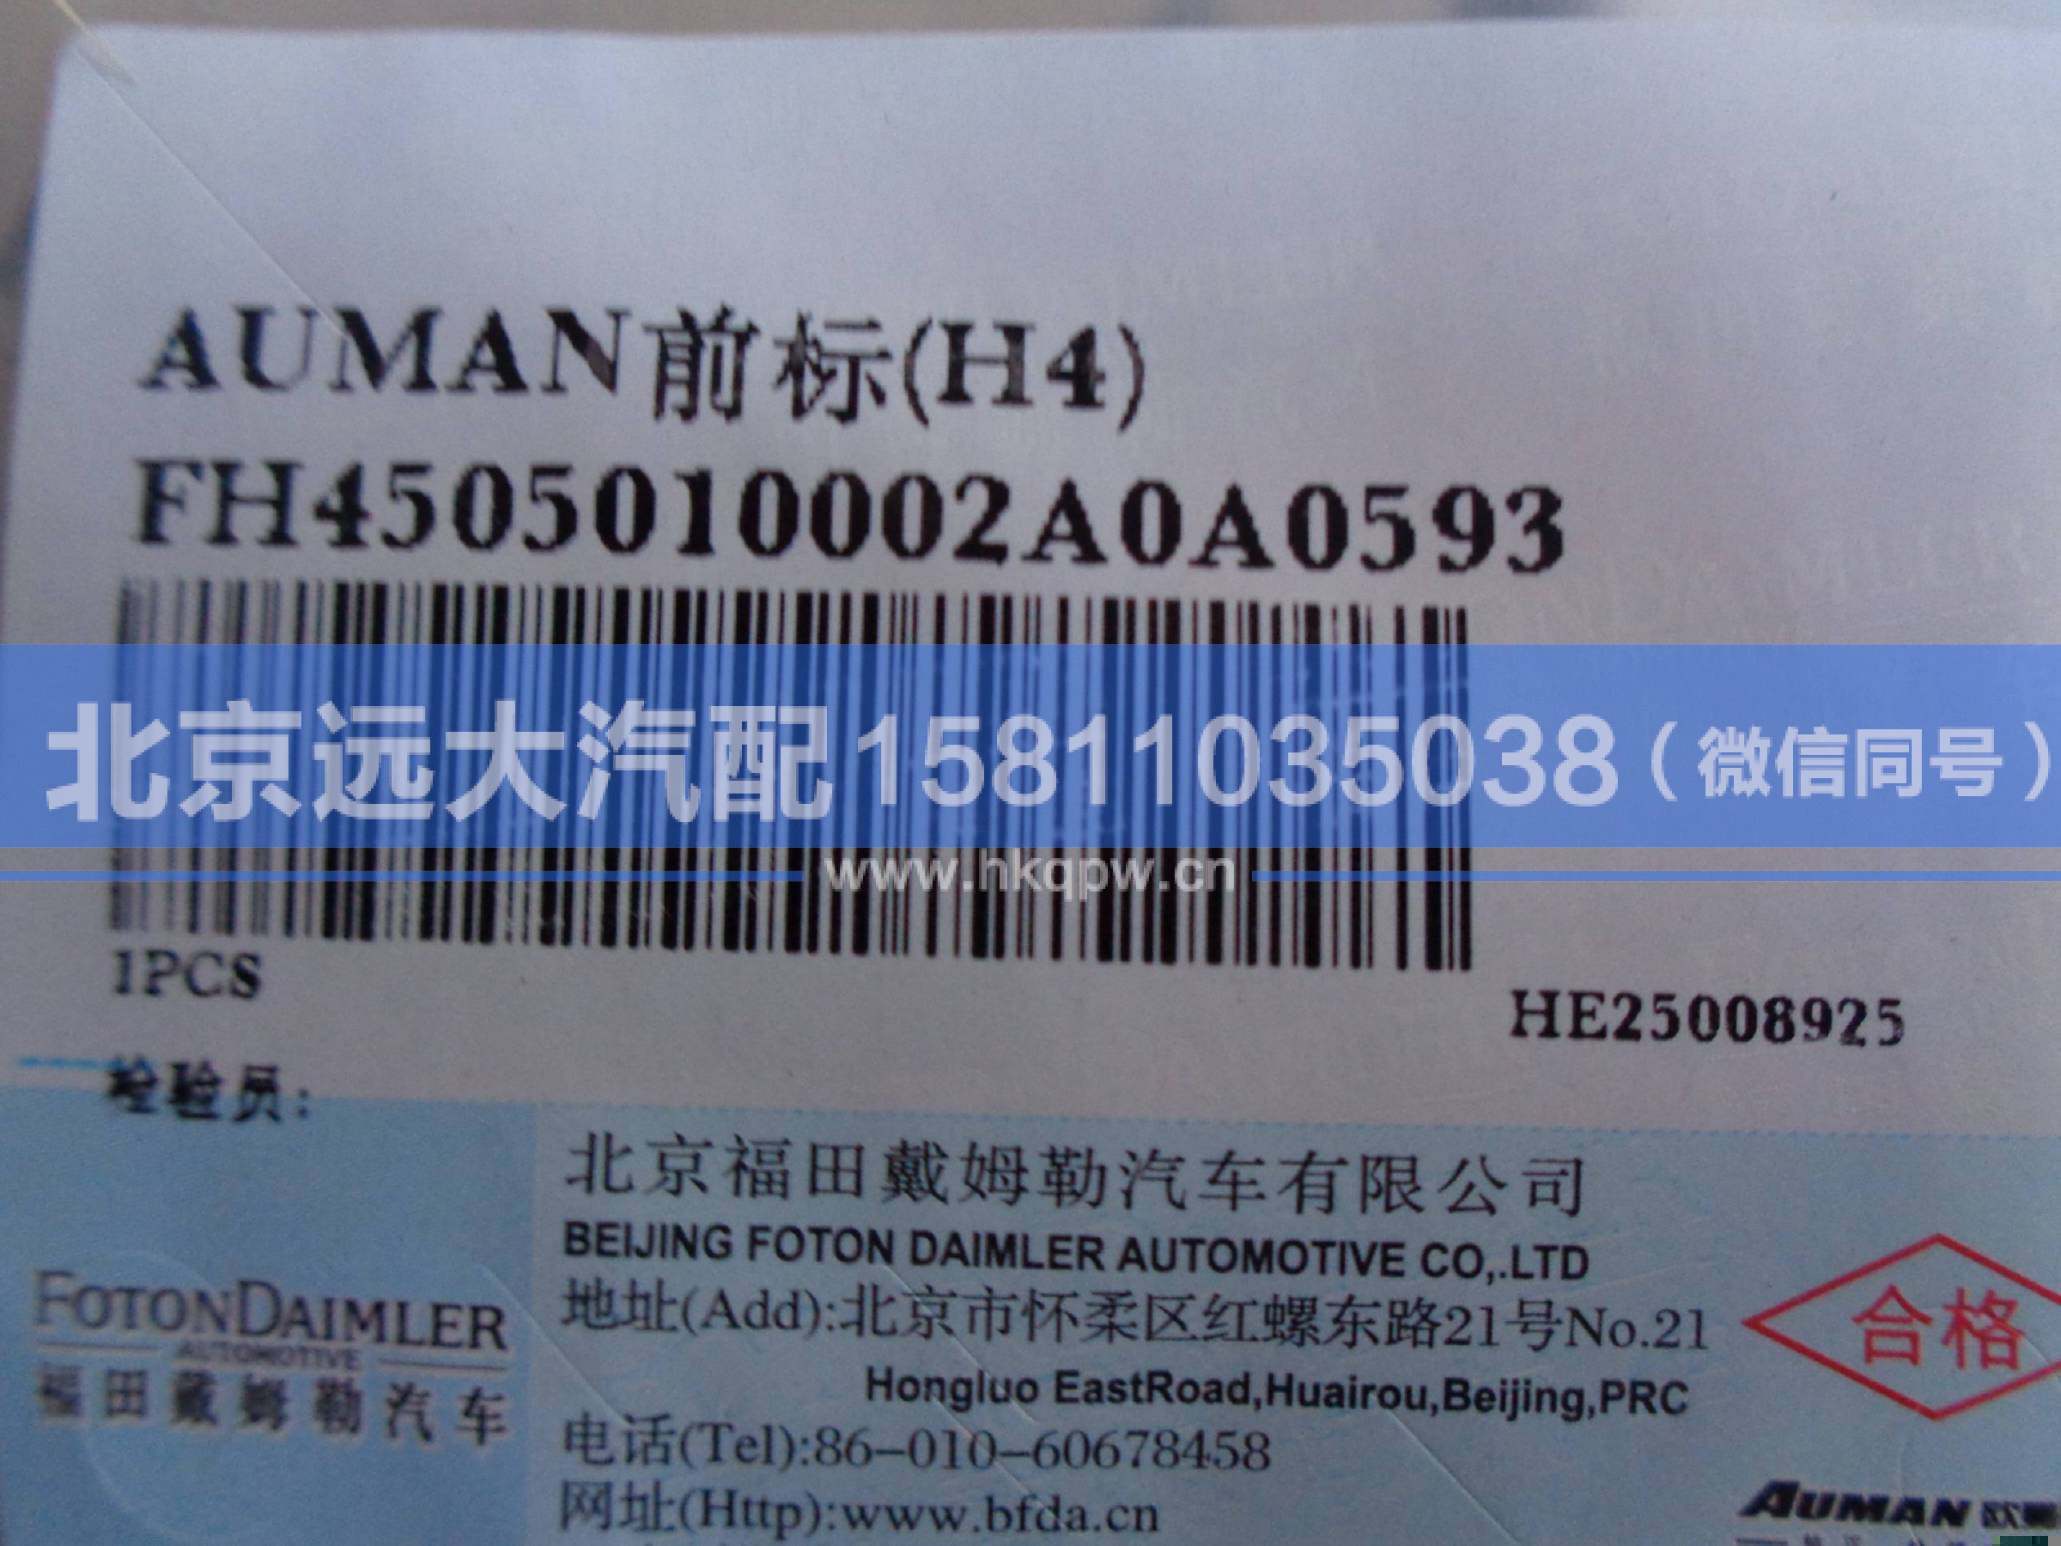 AUMAN前标(H4)
FH4505010002A0A0593
北京远大汽配15811035038（微信同号）
www.hkqpw.cn
1PCS
HE25008925
检验员:
北京福田戴姆勒汽车有限公司
BEIJING FOTON DAIMLER AUTOMOTIVE CO,.LTD
地址(Add):北京市怀柔区红螺东路21号No.21
Hongluo EastRoad,Huairou,Beijing,PRC
电话(Tel):86-010-60678458
网址(Http):www.bfda.cn
FOTONDAIMLER
AUTOMOTIVE
福田戴姆勒汽车
合格
AUMAN